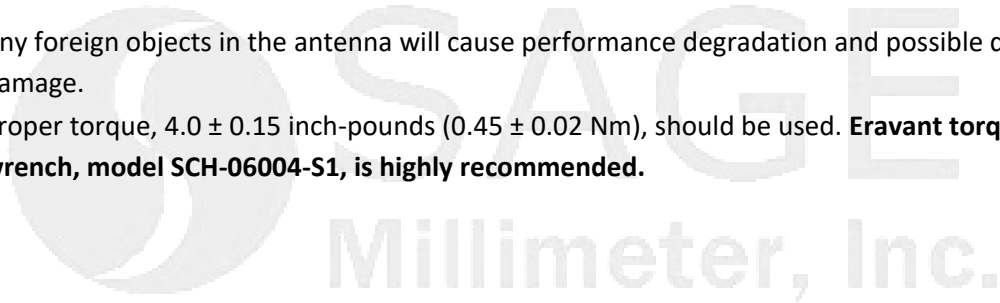 ny foreign objects in the antenna will cause performance degradation and possible
amage.
roper torque, 4.0 ± 0.15 inch-pounds (0.45 ± 0.02 Nm), should be used. Eravant torq
rench, model SCH-06004-S1, is highly recommended.
SAGE
Millimeter, Inc.